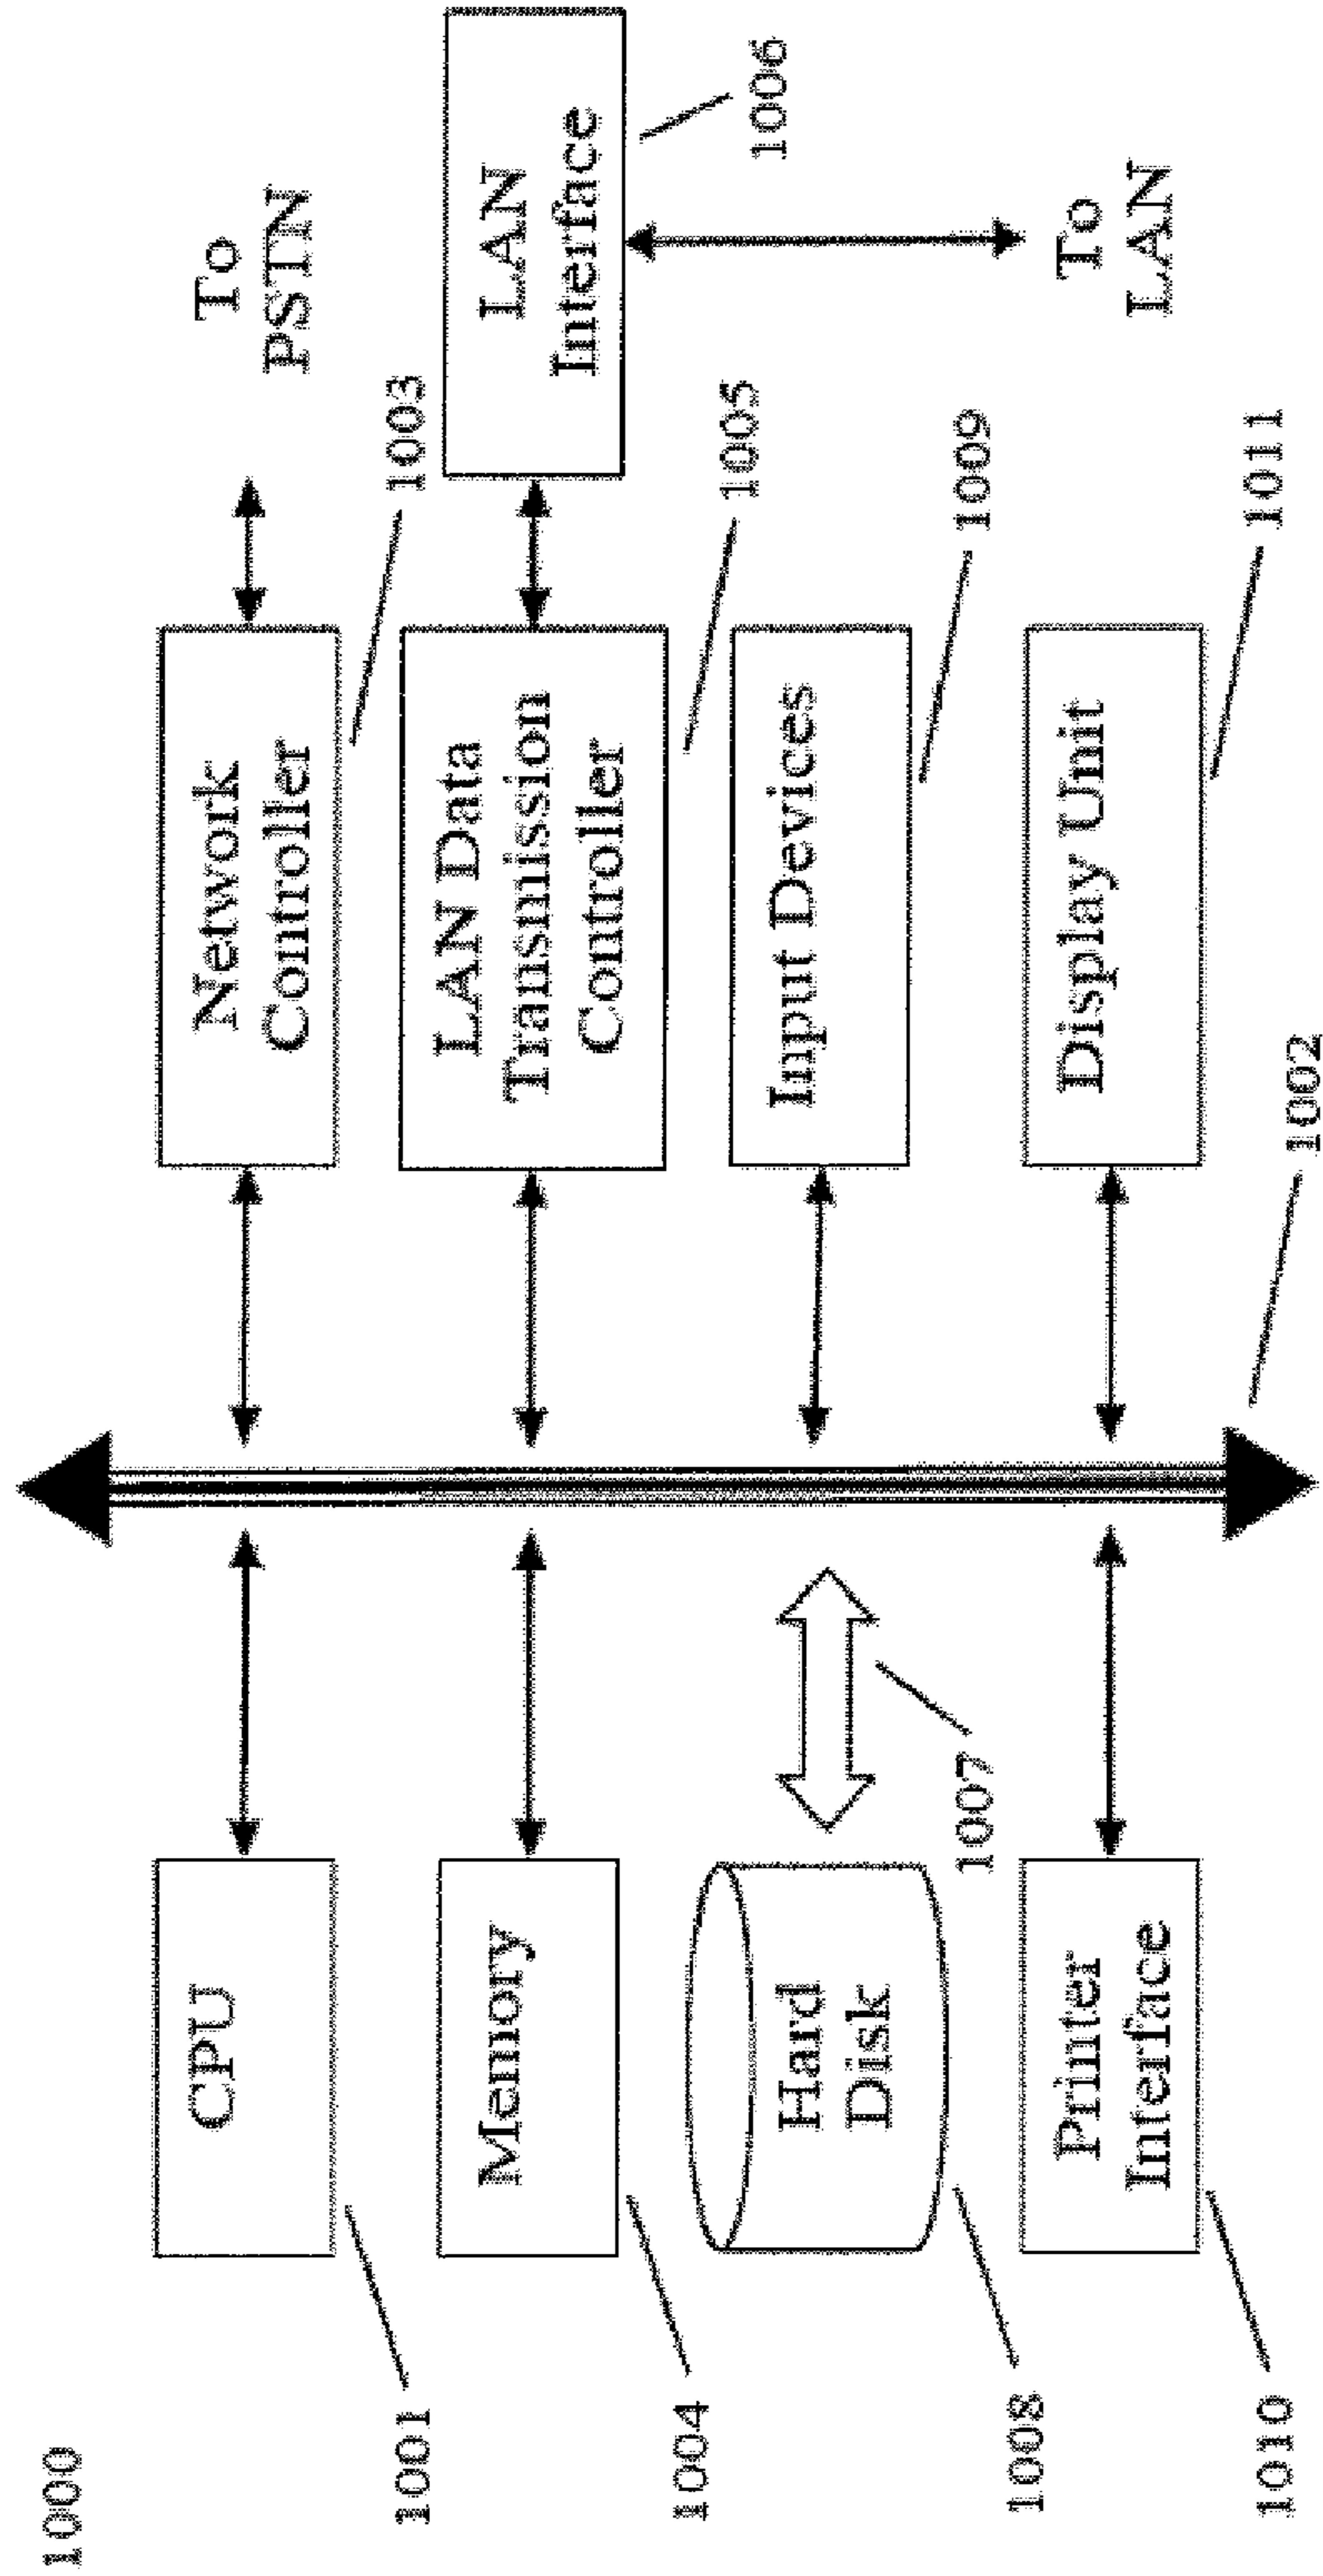 1000
CPU
1001
Memory
1004
Hard
Disk
1008
1007
Printer
Interface
1010
1002
Network
Controller
1003
To
PSTN
LAN Data
Transmission
Controller
1005
LAN
Interface
1006
To
LAN
Input Devices
1009
Display Unit
1011